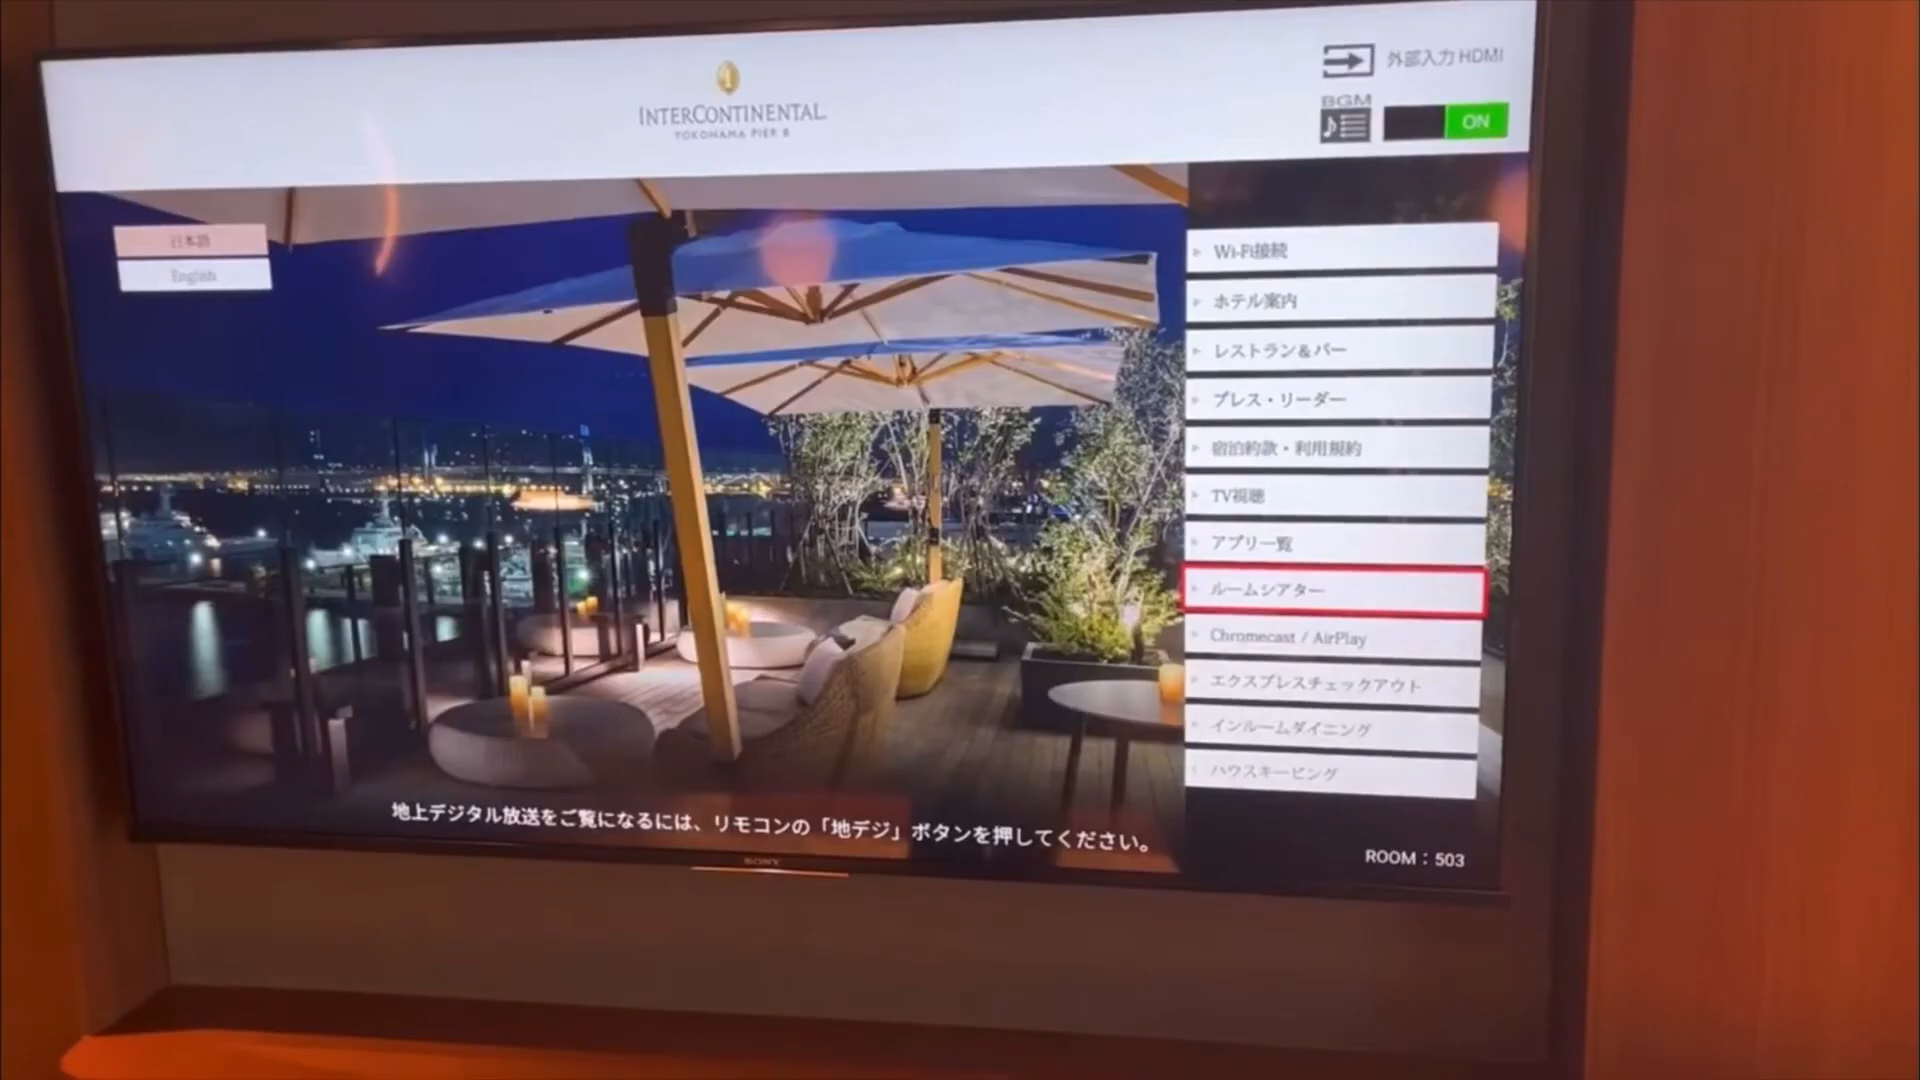 INTERCONTINENTAL
YOKOHAMA PIER 8
外部入力 HDMI
BGM
ON
日本語
English
Wi-Fi接続
ホテル案内
レストラン&バー
プレス・リーダー
宿泊約款・利用規約
TV視聴
アプリ一覧
ルームシアター
Chromecast / AirPlay
エクスプレスチェックアウト
インルームダイニング
ハウスキーピング
地上デジタル放送をご覧になるには、リモコンの「地デジ」ボタンを押してください。
ROOM：503
SONY